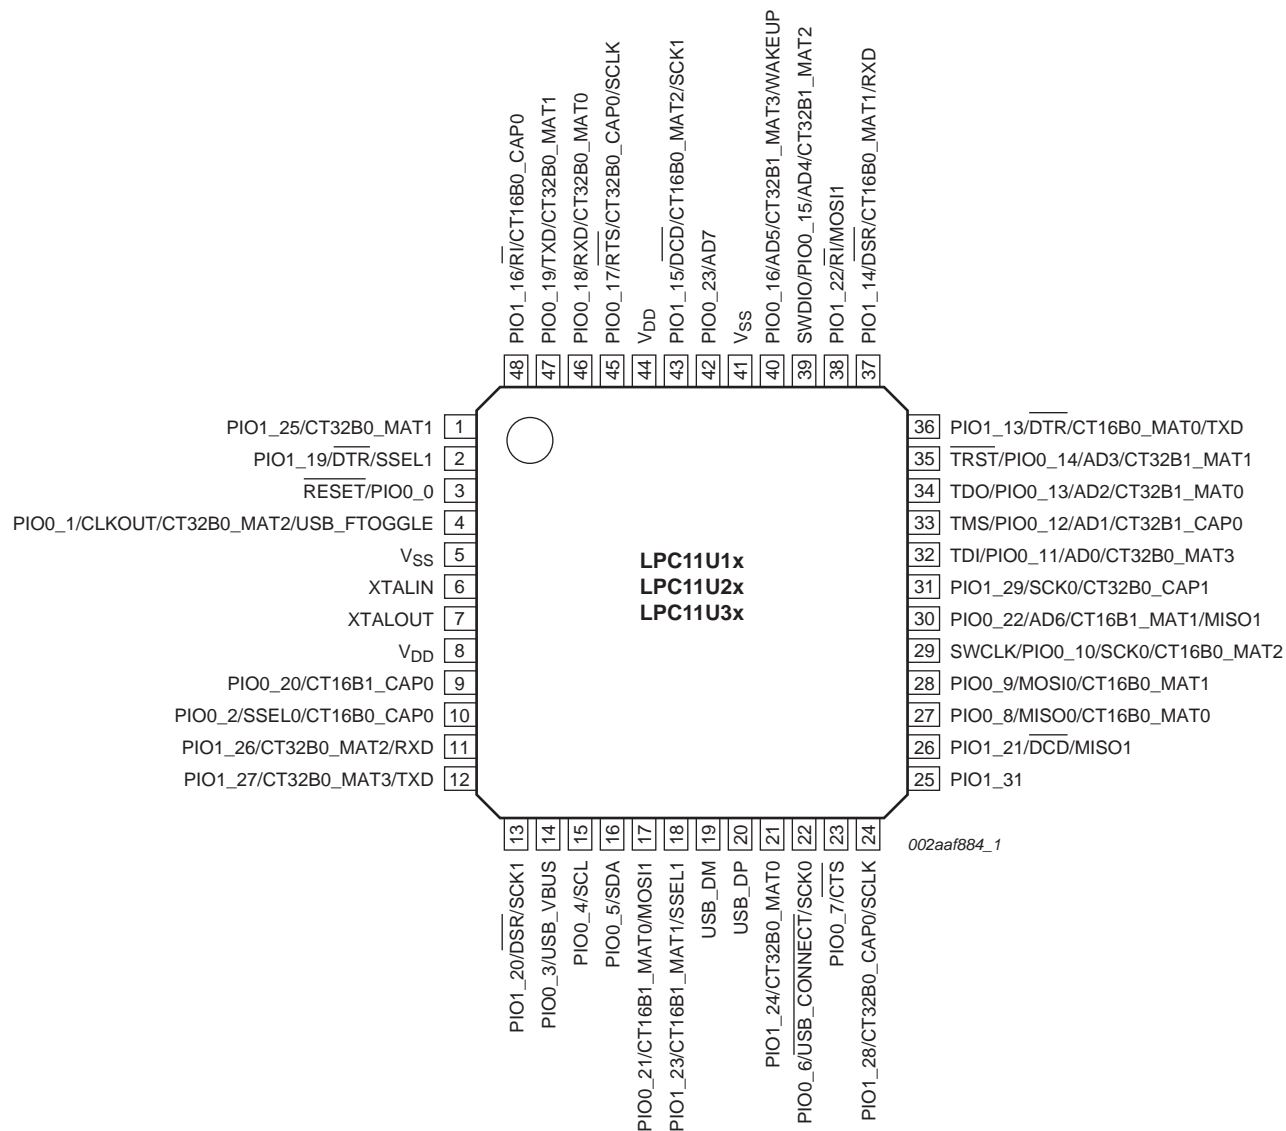 PIO1_16/RI/CT16B0_CAP0
PIO0_19/TXD/CT32B0_MAT1
PIO0_18/RXD/CT32B0_MAT0
PIO0_17/RTS/CT32B0_CAP0/SCLK
VDD
PIO1_15/DCD/CT16B0_MAT2/SCK1
PIO0_23/AD7
VSS
PIO0_16/AD5/CT32B1_MAT3/WAKEUP
SWDIO/PIO0_15/AD4/CT32B1_MAT2
PIO1_22/RI/MOSI1
PIO1_14/DSR/CT16B0_MAT1/RXD
48 47 46 45 44 43 42 41 40 39 38 37
PIO1_25/CT32B0_MAT1 1
PIO1_19/DTR/SSEL1 2
RESET/PIO0_0 3
PIO0_1/CLKOUT/CT32B0_MAT2/USB_FTOGGLE 4
VSS 5
XTALIN 6
XTALOUT 7
VDD 8
PIO0_20/CT16B1_CAP0 9
PIO0_2/SSEL0/CT16B0_CAP0 10
PIO1_26/CT32B0_MAT2/RXD 11
PIO1_27/CT32B0_MAT3/TXD 12
LPC11U1x
LPC11U2x
LPC11U3x
36 PIO1_13/DTR/CT16B0_MAT0/TXD
35 TRST/PIO0_14/AD3/CT32B1_MAT1
34 TDO/PIO0_13/AD2/CT32B1_MAT0
33 TMS/PIO0_12/AD1/CT32B1_CAP0
32 TDI/PIO0_11/AD0/CT32B0_MAT3
31 PIO1_29/SCK0/CT32B0_CAP1
30 PIO0_22/AD6/CT16B1_MAT1/MISO1
29 SWCLK/PIO0_10/SCK0/CT16B0_MAT2
28 PIO0_9/MOSI0/CT16B0_MAT1
27 PIO0_8/MISO0/CT16B0_MAT0
26 PIO1_21/DCD/MISO1
25 PIO1_31
13 14 15 16 17 18 19 20 21 22 23 24
002aaf884_1
PIO1_20/DSR/SCK1
PIO0_3/USB_VBUS
PIO0_4/SCL
PIO0_5/SDA
PIO0_21/CT16B1_MAT0/MOSI1
PIO1_23/CT16B1_MAT1/SSEL1
USB_DM
USB_DP
PIO1_24/CT32B0_MAT0
PIO0_6/USB_CONNECT/SCK0
PIO0_7/CTS
PIO1_28/CT32B0_CAP0/SCLK